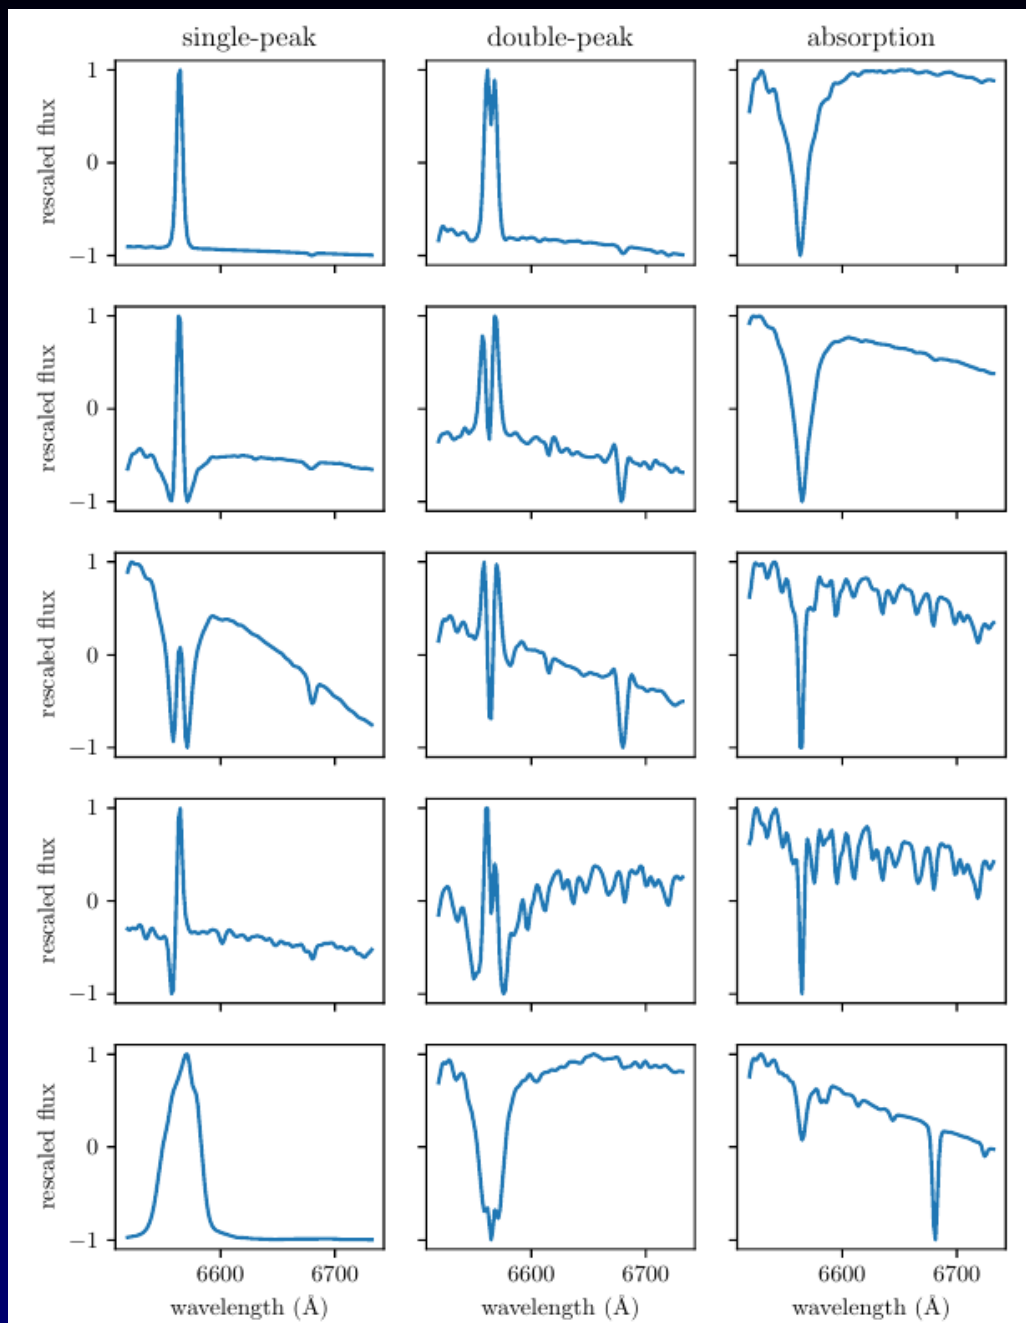 single-peak double-peak absorption
rescaled flux
1
0
−1
rescaled flux
1
0
−1
rescaled flux
1
0
−1
rescaled flux
1
0
−1
rescaled flux
1
0
−1
6600 6700 6600 6700 6600 6700
wavelength (Å) wavelength (Å) wavelength (Å)